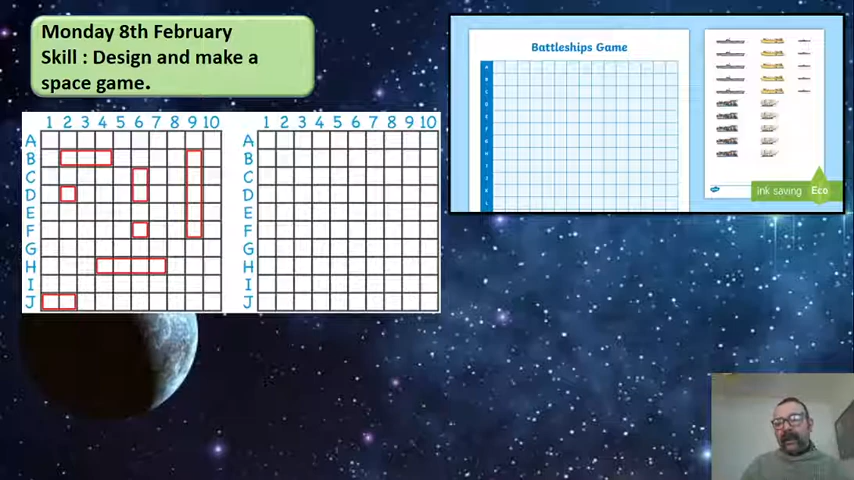 Monday 8th February
Skill : Design and make a
space game.
Battleships Game
1 2 3 4 5 6 7 8 9 10
A
B
C
D
E
F
G
H
I
J
1 2 3 4 5 6 7 8 9 10
A
B
C
D
E
F
G
H
I
J
ink saving Eco